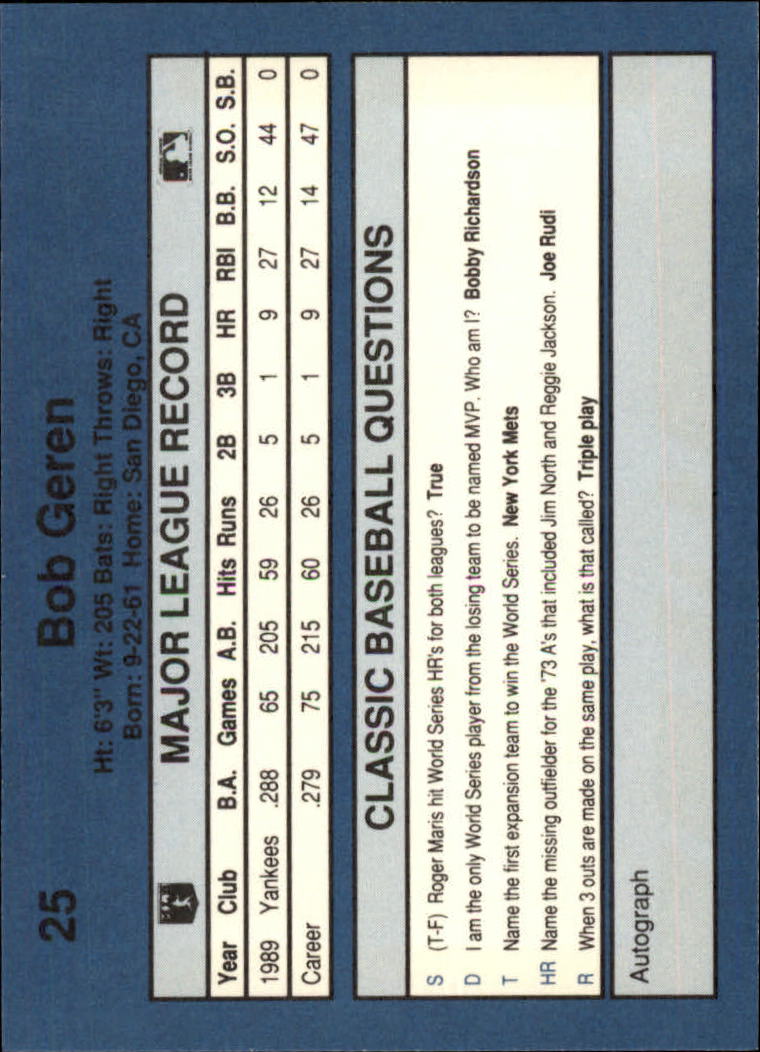 25 Bob Geren
Ht: 6'3" Wt: 205 Bats: Right Throws: Right
Born: 9-22-61 Home: San Diego, CA
MAJOR LEAGUE RECORD
Year Club B.A. Games A.B. Hits Runs 2B 3B HR RBI B.B. S.O. S.B.
1989 Yankees .288 65 205 59 26 5 1 9 27 12 44 0
Career .279 75 215 60 26 5 1 9 27 14 47 0
CLASSIC BASEBALL QUESTIONS
S (T-F) Roger Maris hit World Series HR's for both leagues? True
D I am the only World Series player from the losing team to be named MVP. Who am I? Bobby Richardson
T Name the first expansion team to win the World Series. New York Mets
HR Name the missing outfielder for the '73 A's that included Jim North and Reggie Jackson. Joe Rudi
R When 3 outs are made on the same play, what is that called? Triple play
Autograph